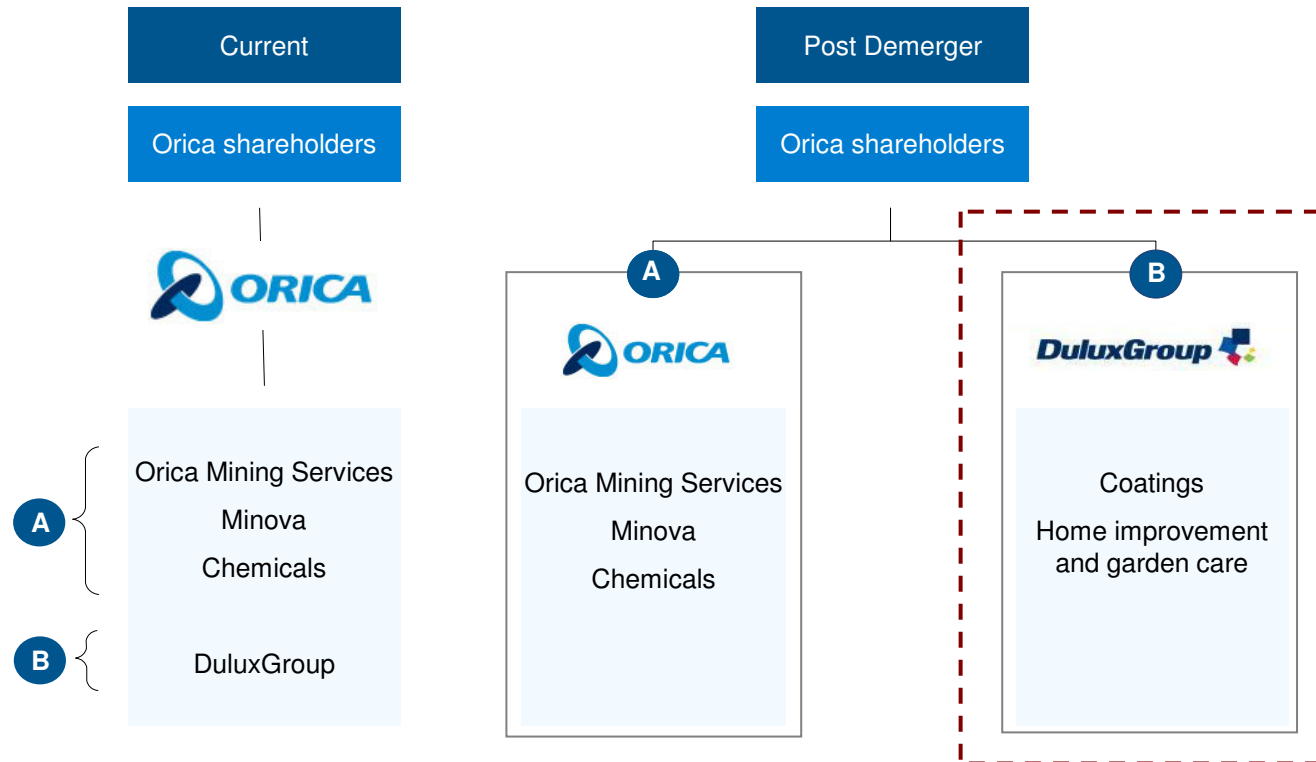 Current
Orica shareholders
ORICA
A
Orica Mining Services
Minova
Chemicals
B
DuluxGroup
Post Demerger
Orica shareholders
A
ORICA
Orica Mining Services
Minova
Chemicals
B
DuluxGroup
Coatings
Home improvement
and garden care